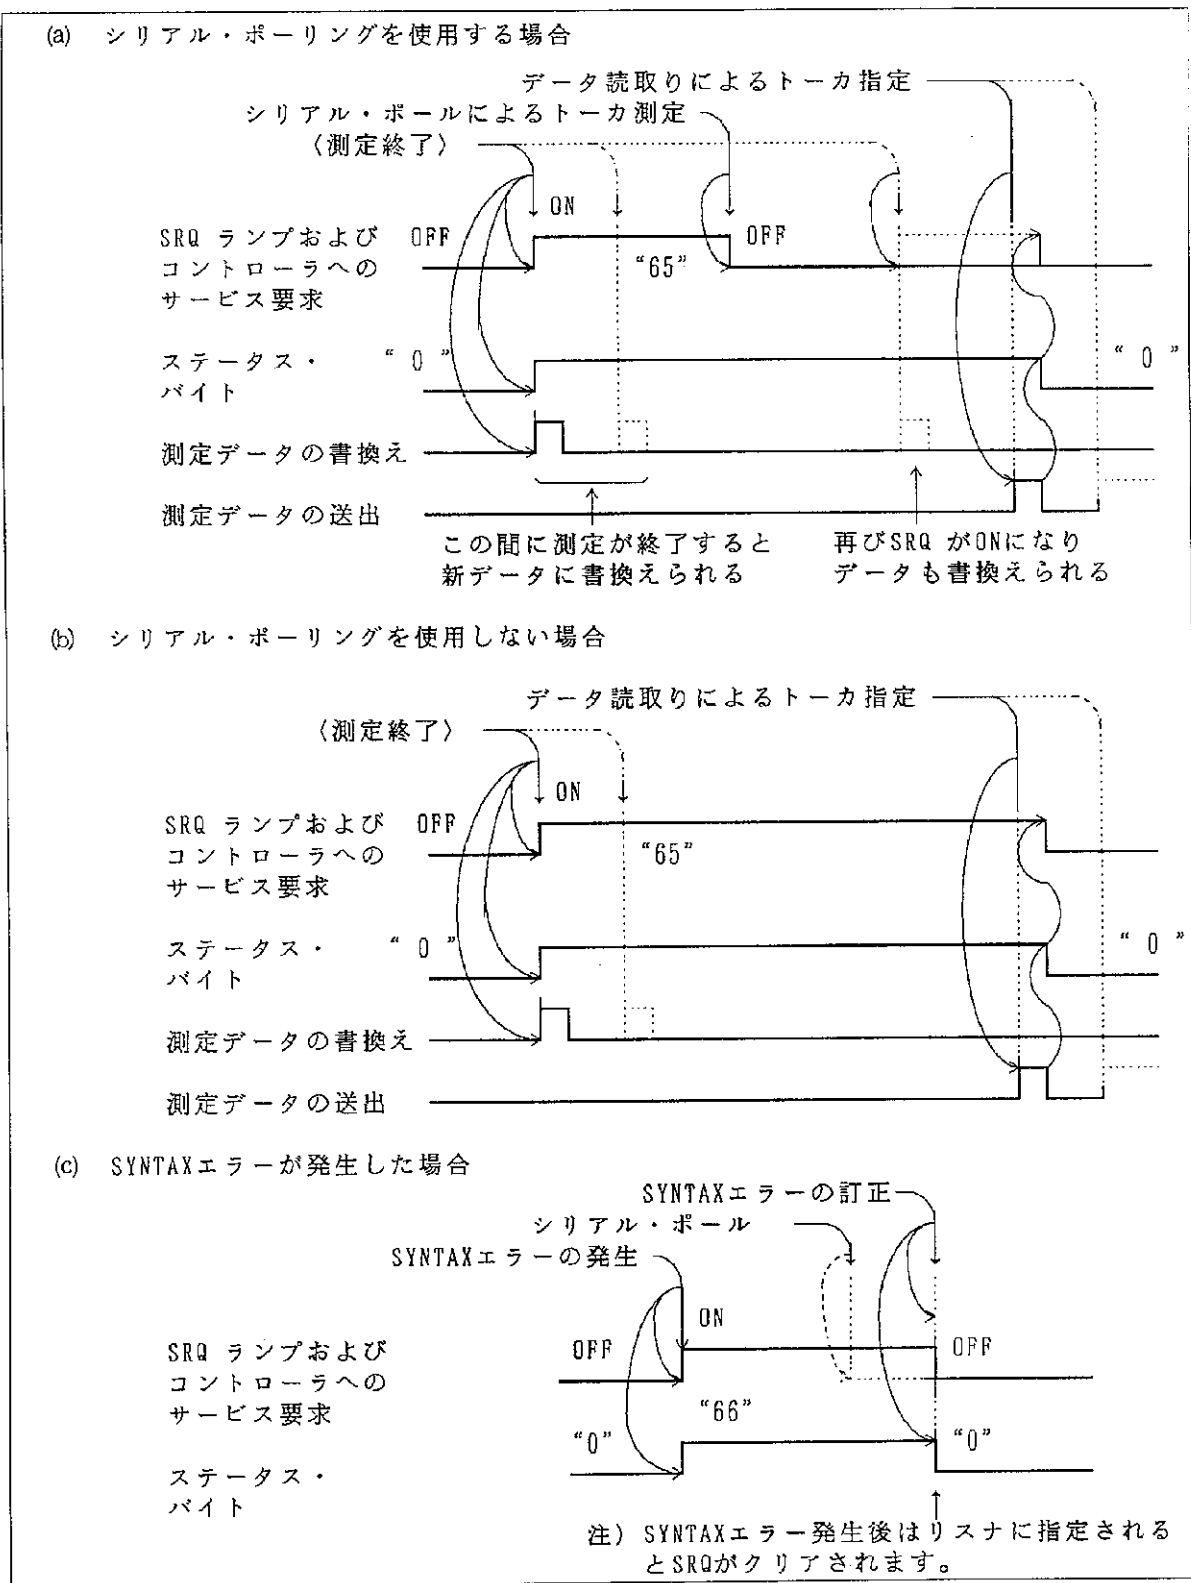 (a) シリアル・ポーリングを使用する場合
データ読取りによるトーカ指定
シリアル・ポールによるトーカ測定
〈測定終了〉
ON
SRQ ランプおよび OFF
OFF
コントローラへの
“65”
サービス要求
ステータス・ “0”
“0”
バイト
測定データの書換え
測定データの送出
この間に測定が終了すると
新データに書換えられる
再びSRQ がONになり
データも書換えられる
(b) シリアル・ポーリングを使用しない場合
データ読取りによるトーカ指定
〈測定終了〉
ON
SRQ ランプおよび OFF
コントローラへの
“65”
サービス要求
ステータス・ “0”
“0”
バイト
測定データの書換え
測定データの送出
(c) SYNTAXエラーが発生した場合
SYNTAXエラーの訂正
シリアル・ポール
SYNTAXエラーの発生
ON
SRQ ランプおよび OFF
OFF
コントローラへの
サービス要求
“66”
“0”
“0”
ステータス・
バイト
注) SYNTAXエラー発生後はリスナに指定される
とSRQがクリアされます。